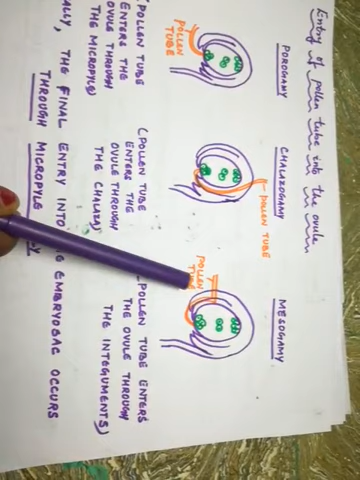 Entry of pollen tube into the ovule
POROGAMY
CHALAZOGAMY
MESOGAMY
POLLEN
TUBE
POLLEN TUBE
POLLEN
TUBE
POLLEN TUBE
ENTERS THE
OVULE THROUGH
THE MICROPYLE)
(POLLEN TUBE
ENTERS THE
OVULE THROUGH
THE CHALAZA)
POLLEN TUBE ENTERS
THE OVULE THROUGH
THE INTEGUMENTS)
THE FINAL ENTRY INTO EMBRYOSAC OCCURS
THROUGH MICROPYLE